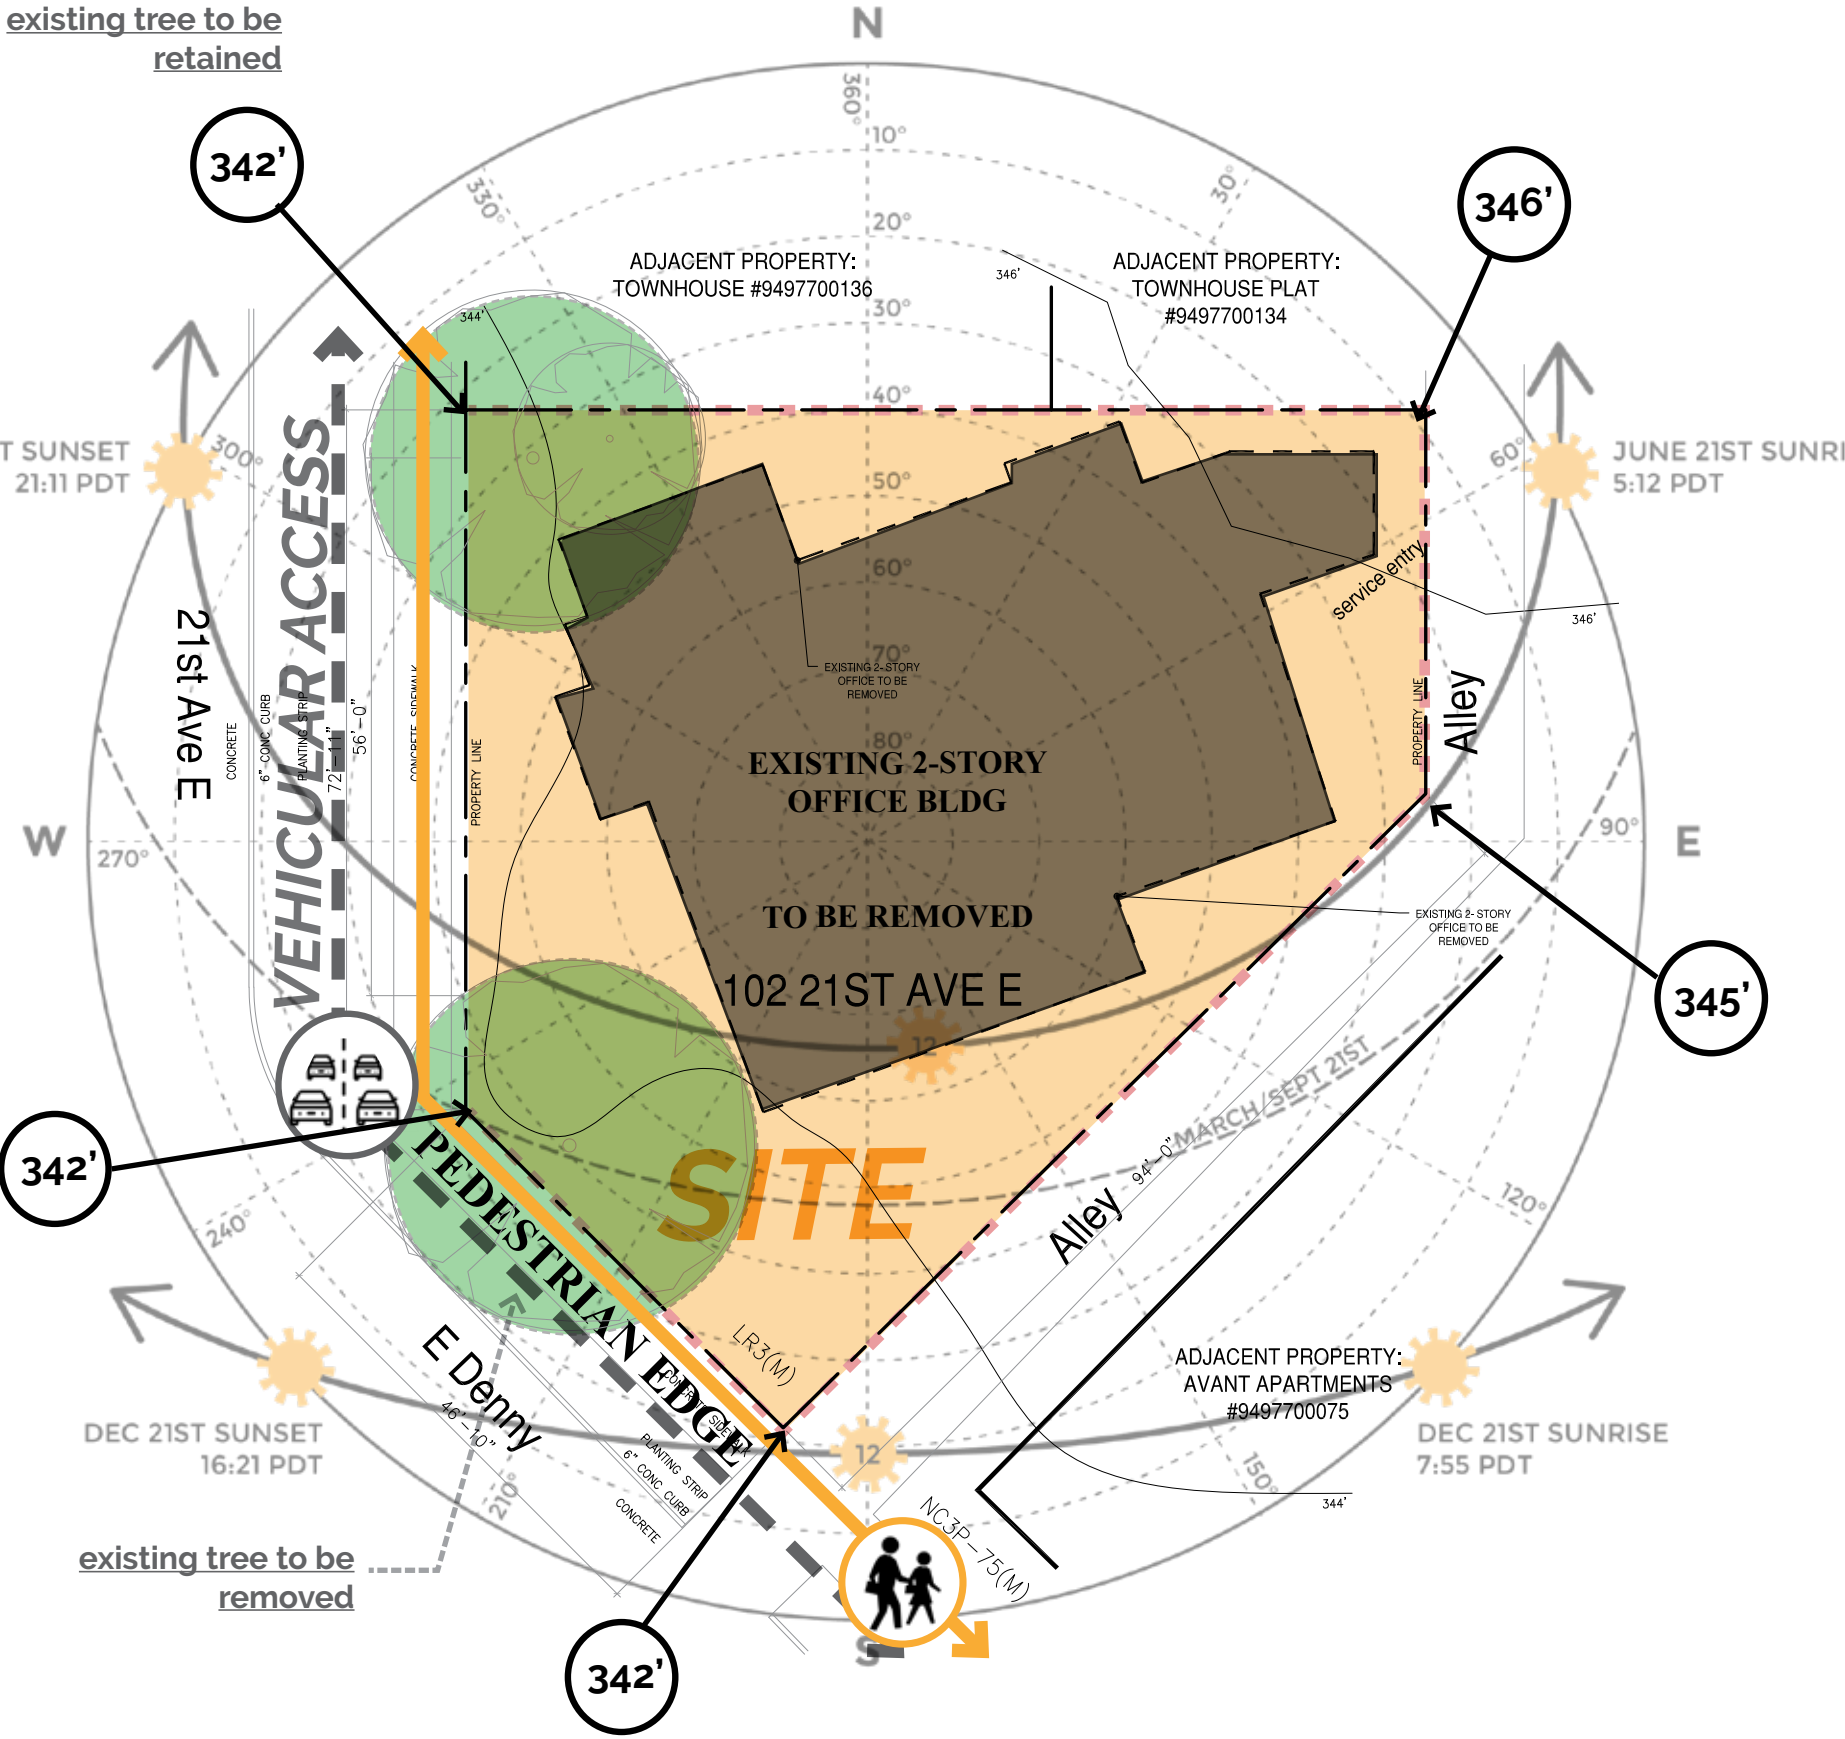 existing tree to be
retained
N
360°
10°
20°
30°
40°
50°
60°
70°
80°
330°
30°
342’
346’
ADJACENT PROPERTY:
TOWNHOUSE #9497700136
346'
ADJACENT PROPERTY:
TOWNHOUSE PLAT
#9497700134
344'
T SUNSET
21:11 PDT
300°
60°
JUNE 21ST SUNRI
5:12 PDT
VEHICULAR ACCESS
21st Ave E
CONCRETE
6" CONC CURB
PLANTING STRIP
72'-11"
56'-0"
CONCRETE SIDEWALK
PROPERTY LINE
service entry
346'
PROPERTY LINE
Alley
EXISTING 2-STORY
OFFICE TO BE
REMOVED
EXISTING 2-STORY
OFFICE BLDG
TO BE REMOVED
102 21ST AVE E
W
270°
90°
E
EXISTING 2-STORY
OFFICE TO BE
REMOVED
345’
12
MARCH/SEPT 21ST
94'-0"
Alley
SITE
342’
PEDESTRIAN EDGE
240°
120°
E Denny
46'-10"
LR3(M)
CONCRETE SIDEWALK
PLANTING STRIP
6" CONC CURB
CONCRETE
ADJACENT PROPERTY:
AVANT APARTMENTS
#9497700075
DEC 21ST SUNSET
16:21 PDT
DEC 21ST SUNRISE
7:55 PDT
12
210°
150°
344'
NC3P_75(M)
existing tree to be
removed
S
342’